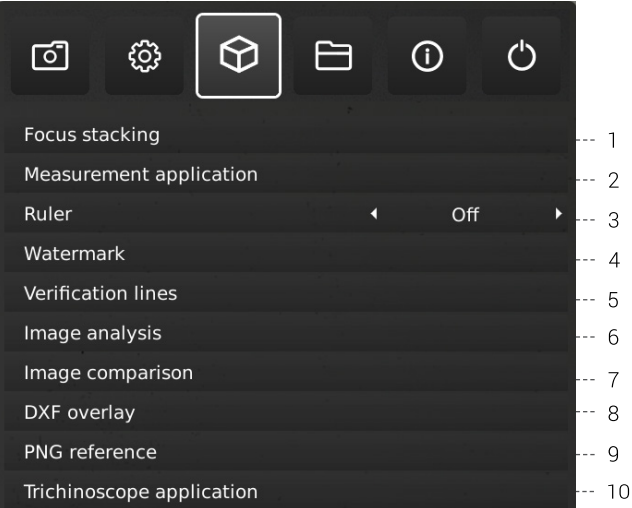 Focus stacking 1
Measurement application 2
Ruler Off 3
Watermark 4
Verification lines 5
Image analysis 6
Image comparison 7
DXF overlay 8
PNG reference 9
Trichinoscope application 10